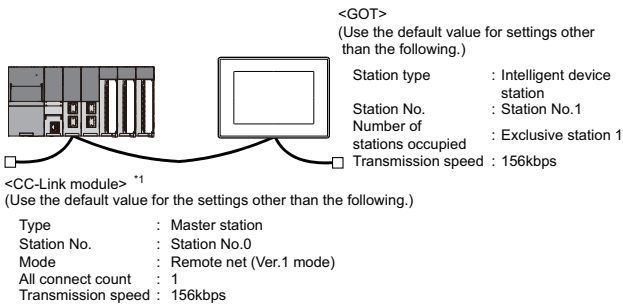 <GOT>
(Use the default value for settings other
than the following.)
Station type : Intelligent device
station
Station No. : Station No.1
Number of
stations occupied : Exclusive station 1
Transmission speed : 156kbps
<CC-Link module> *1
(Use the default value for the settings other than the following.)
Type : Master station
Station No. : Station No.0
Mode : Remote net (Ver.1 mode)
All connect count : 1
Transmission speed : 156kbps